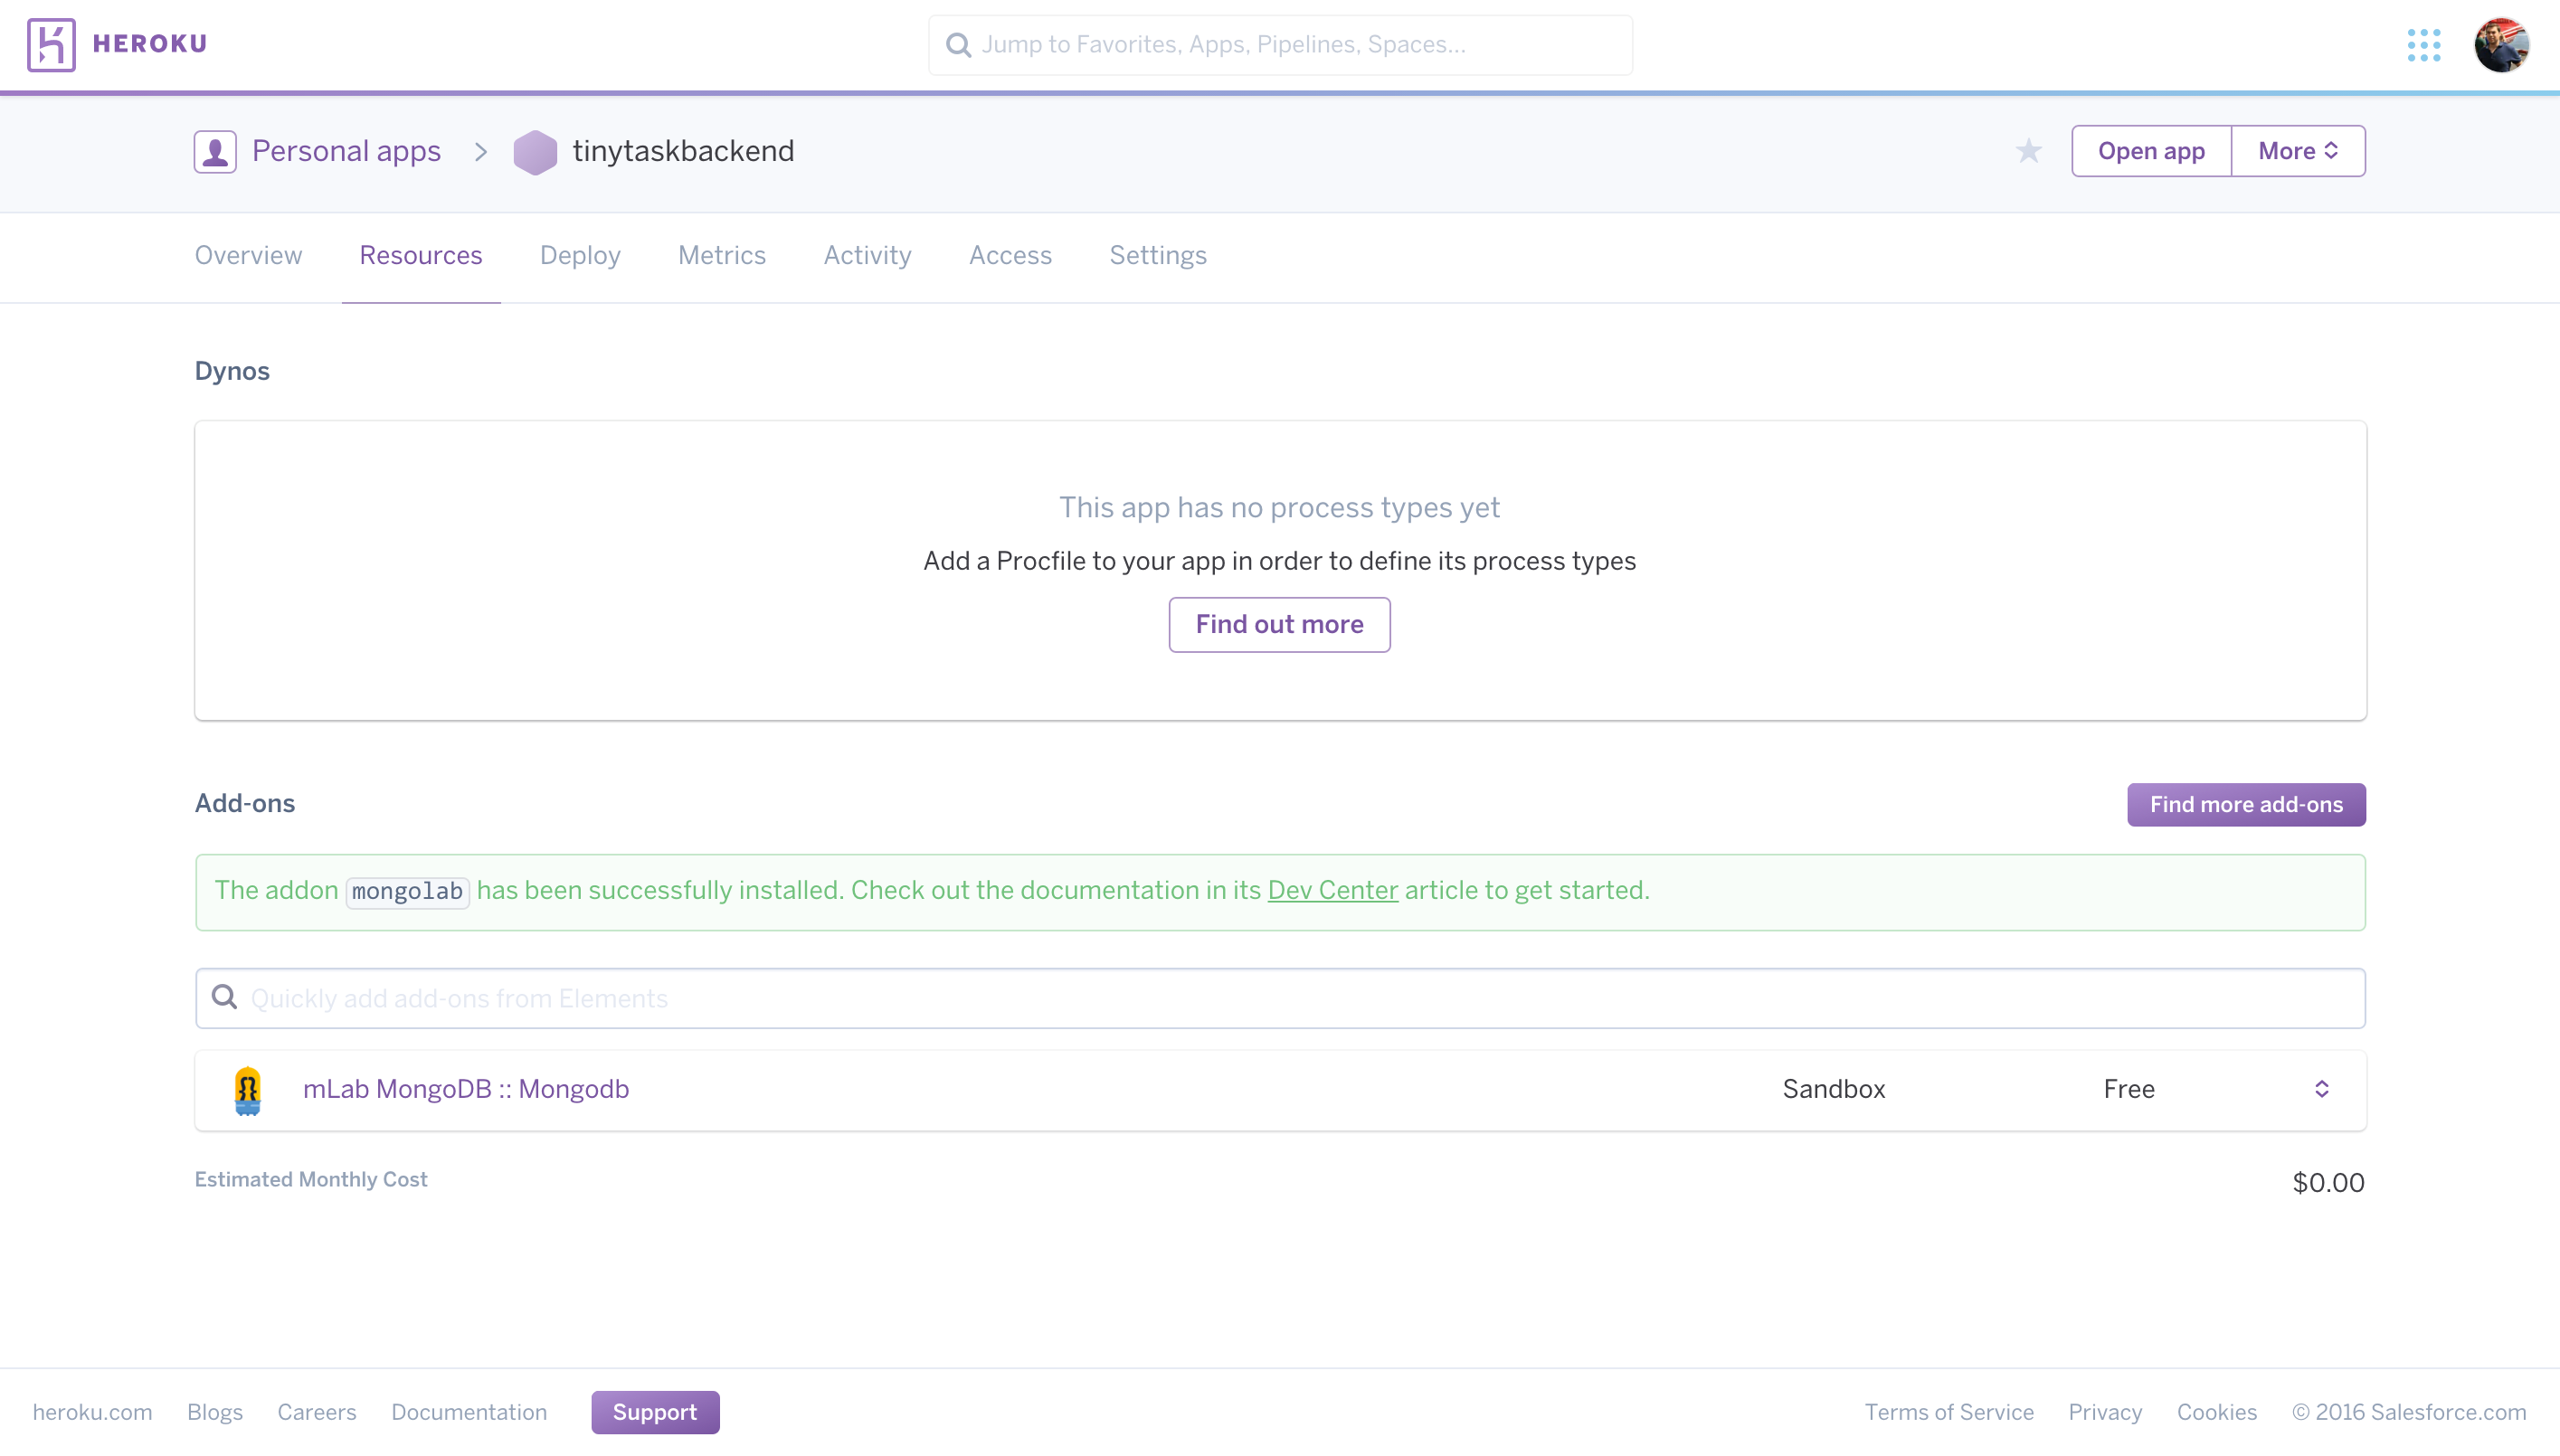 HEROKU
Jump to Favorites, Apps, Pipelines, Spaces...
Personal apps > tinytaskbackend
Open app
More
Overview Resources Deploy Metrics Activity Access Settings
Dynos
This app has no process types yet
Add a Procfile to your app in order to define its process types
Find out more
Add-ons
Find more add-ons
The addon mongolab has been successfully installed. Check out the documentation in its Dev Center article to get started.
Quickly add add-ons from Elements
mLab MongoDB :: Mongodb Sandbox Free
Estimated Monthly Cost $0.00
heroku.com Blogs Careers Documentation Support Terms of Service Privacy Cookies © 2016 Salesforce.com